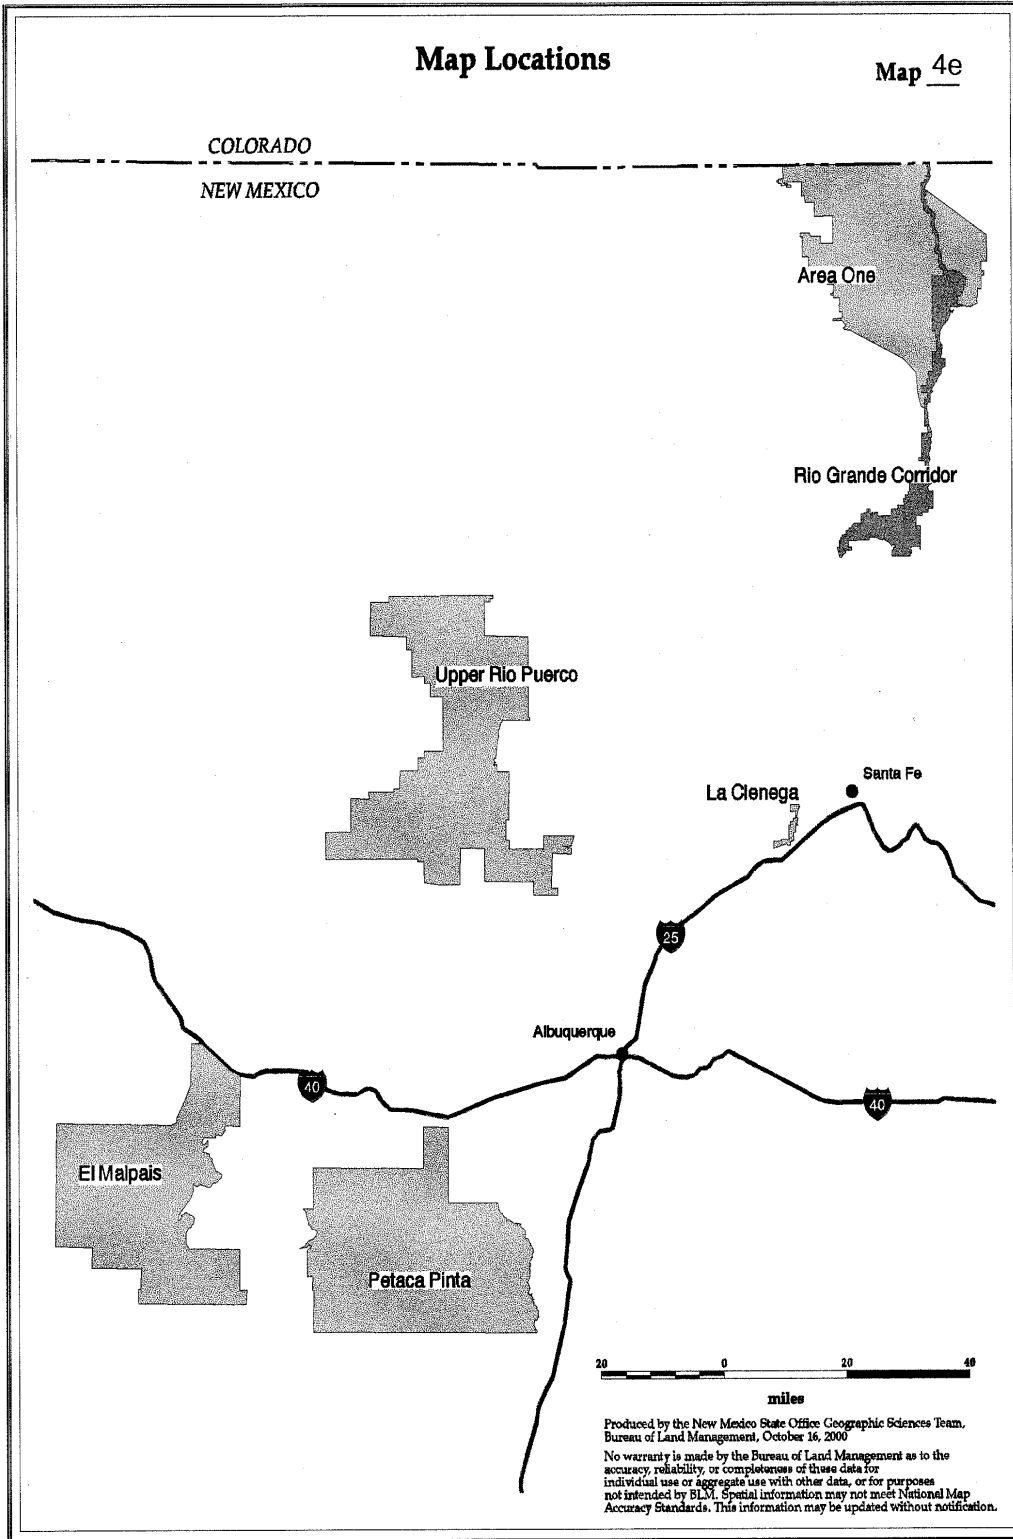 Map Locations
Map 4e
COLORADO
NEW MEXICO
Area One
Rio Grande Corridor
Upper Rio Puerco
Santa Fe
La Cienega
25
Albuquerque
40
40
El Malpais
Petaca Pinta
20 0 20 40
miles
Produced by the New Mexico State Office Geographic Sciences Team,
Bureau of Land Management, October 16, 2000
No warranty is made by the Bureau of Land Management as to the
accuracy, reliability, or completeness of these data for
individual use or aggregate use with other data, or for purposes
not intended by BLM. Spatial information may not meet National Map
Accuracy Standards. This information may be updated without notification.